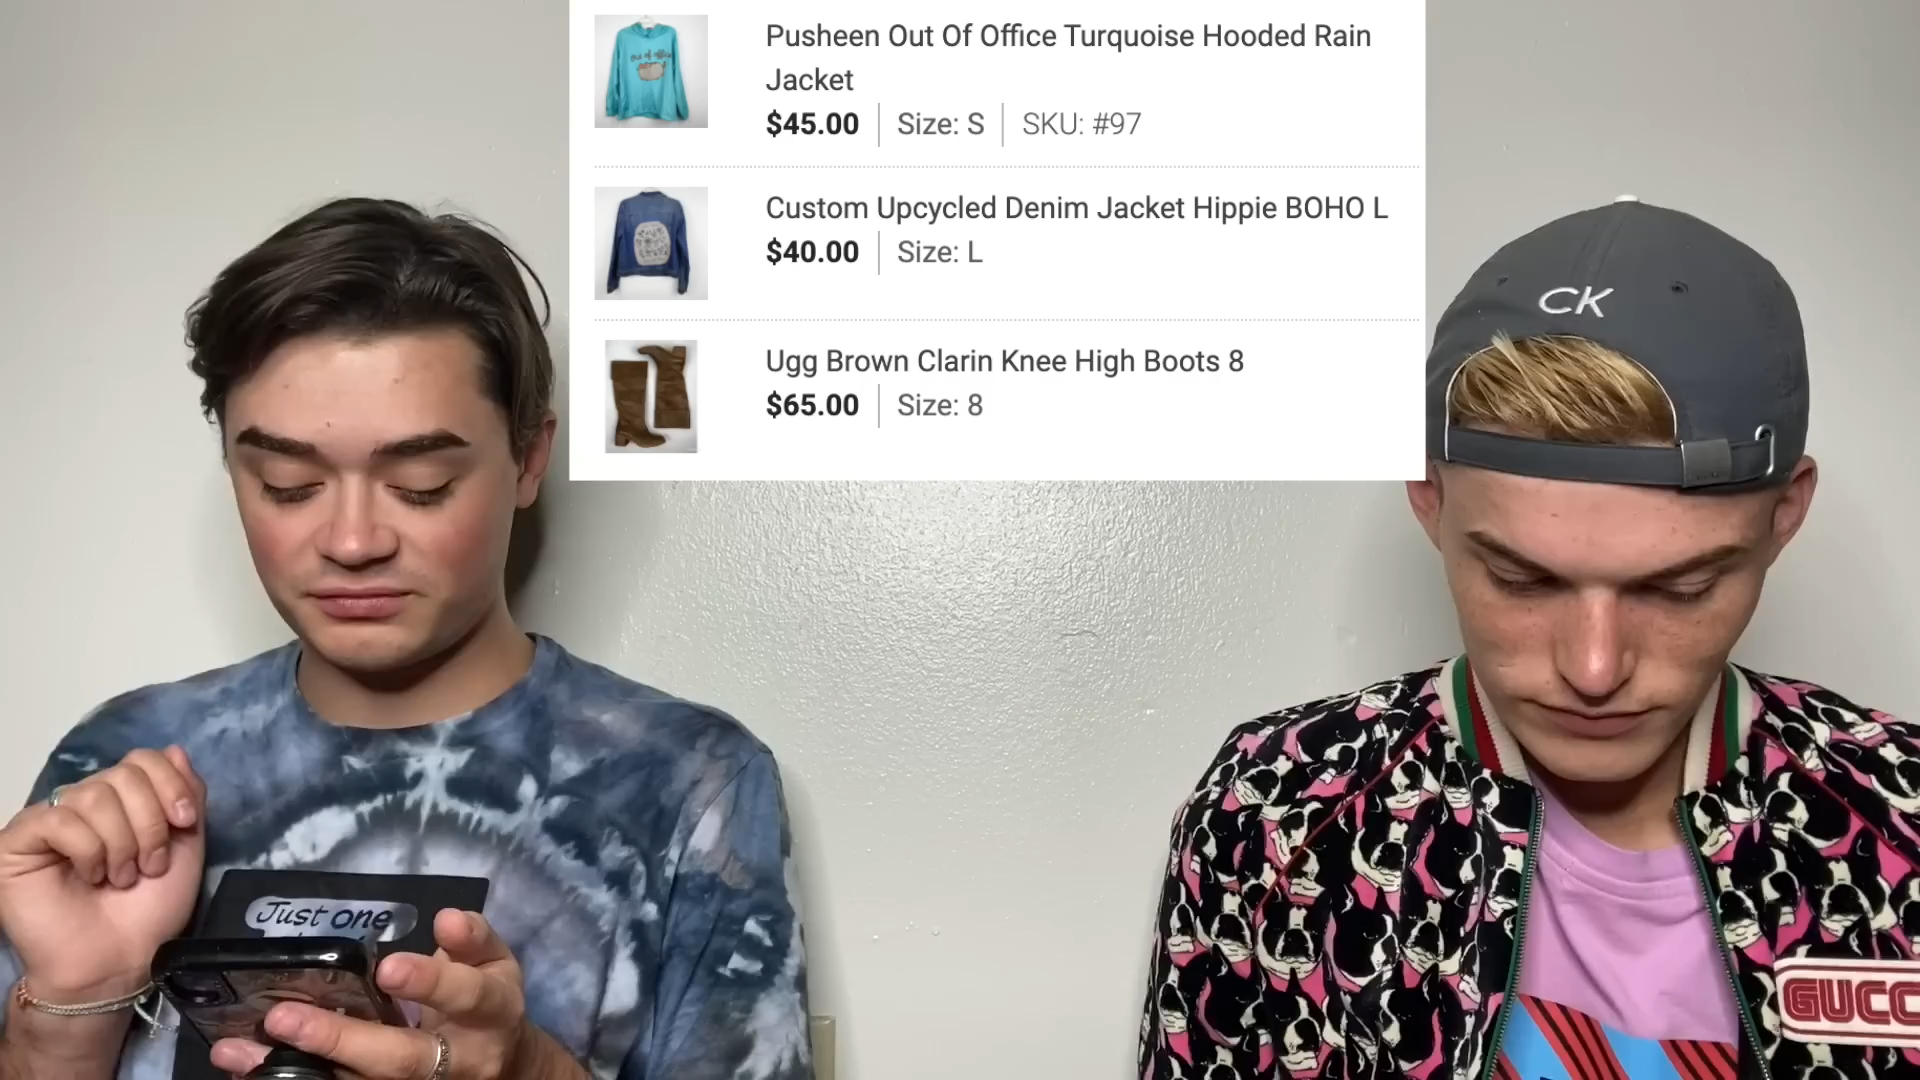 Pusheen Out Of Office Turquoise Hooded Rain
Jacket
$45.00 Size: S SKU: #97
Custom Upcycled Denim Jacket Hippie BOHO L
$40.00 Size: L
Ugg Brown Clarin Knee High Boots 8
$65.00 Size: 8
CK
Just one
GUCC